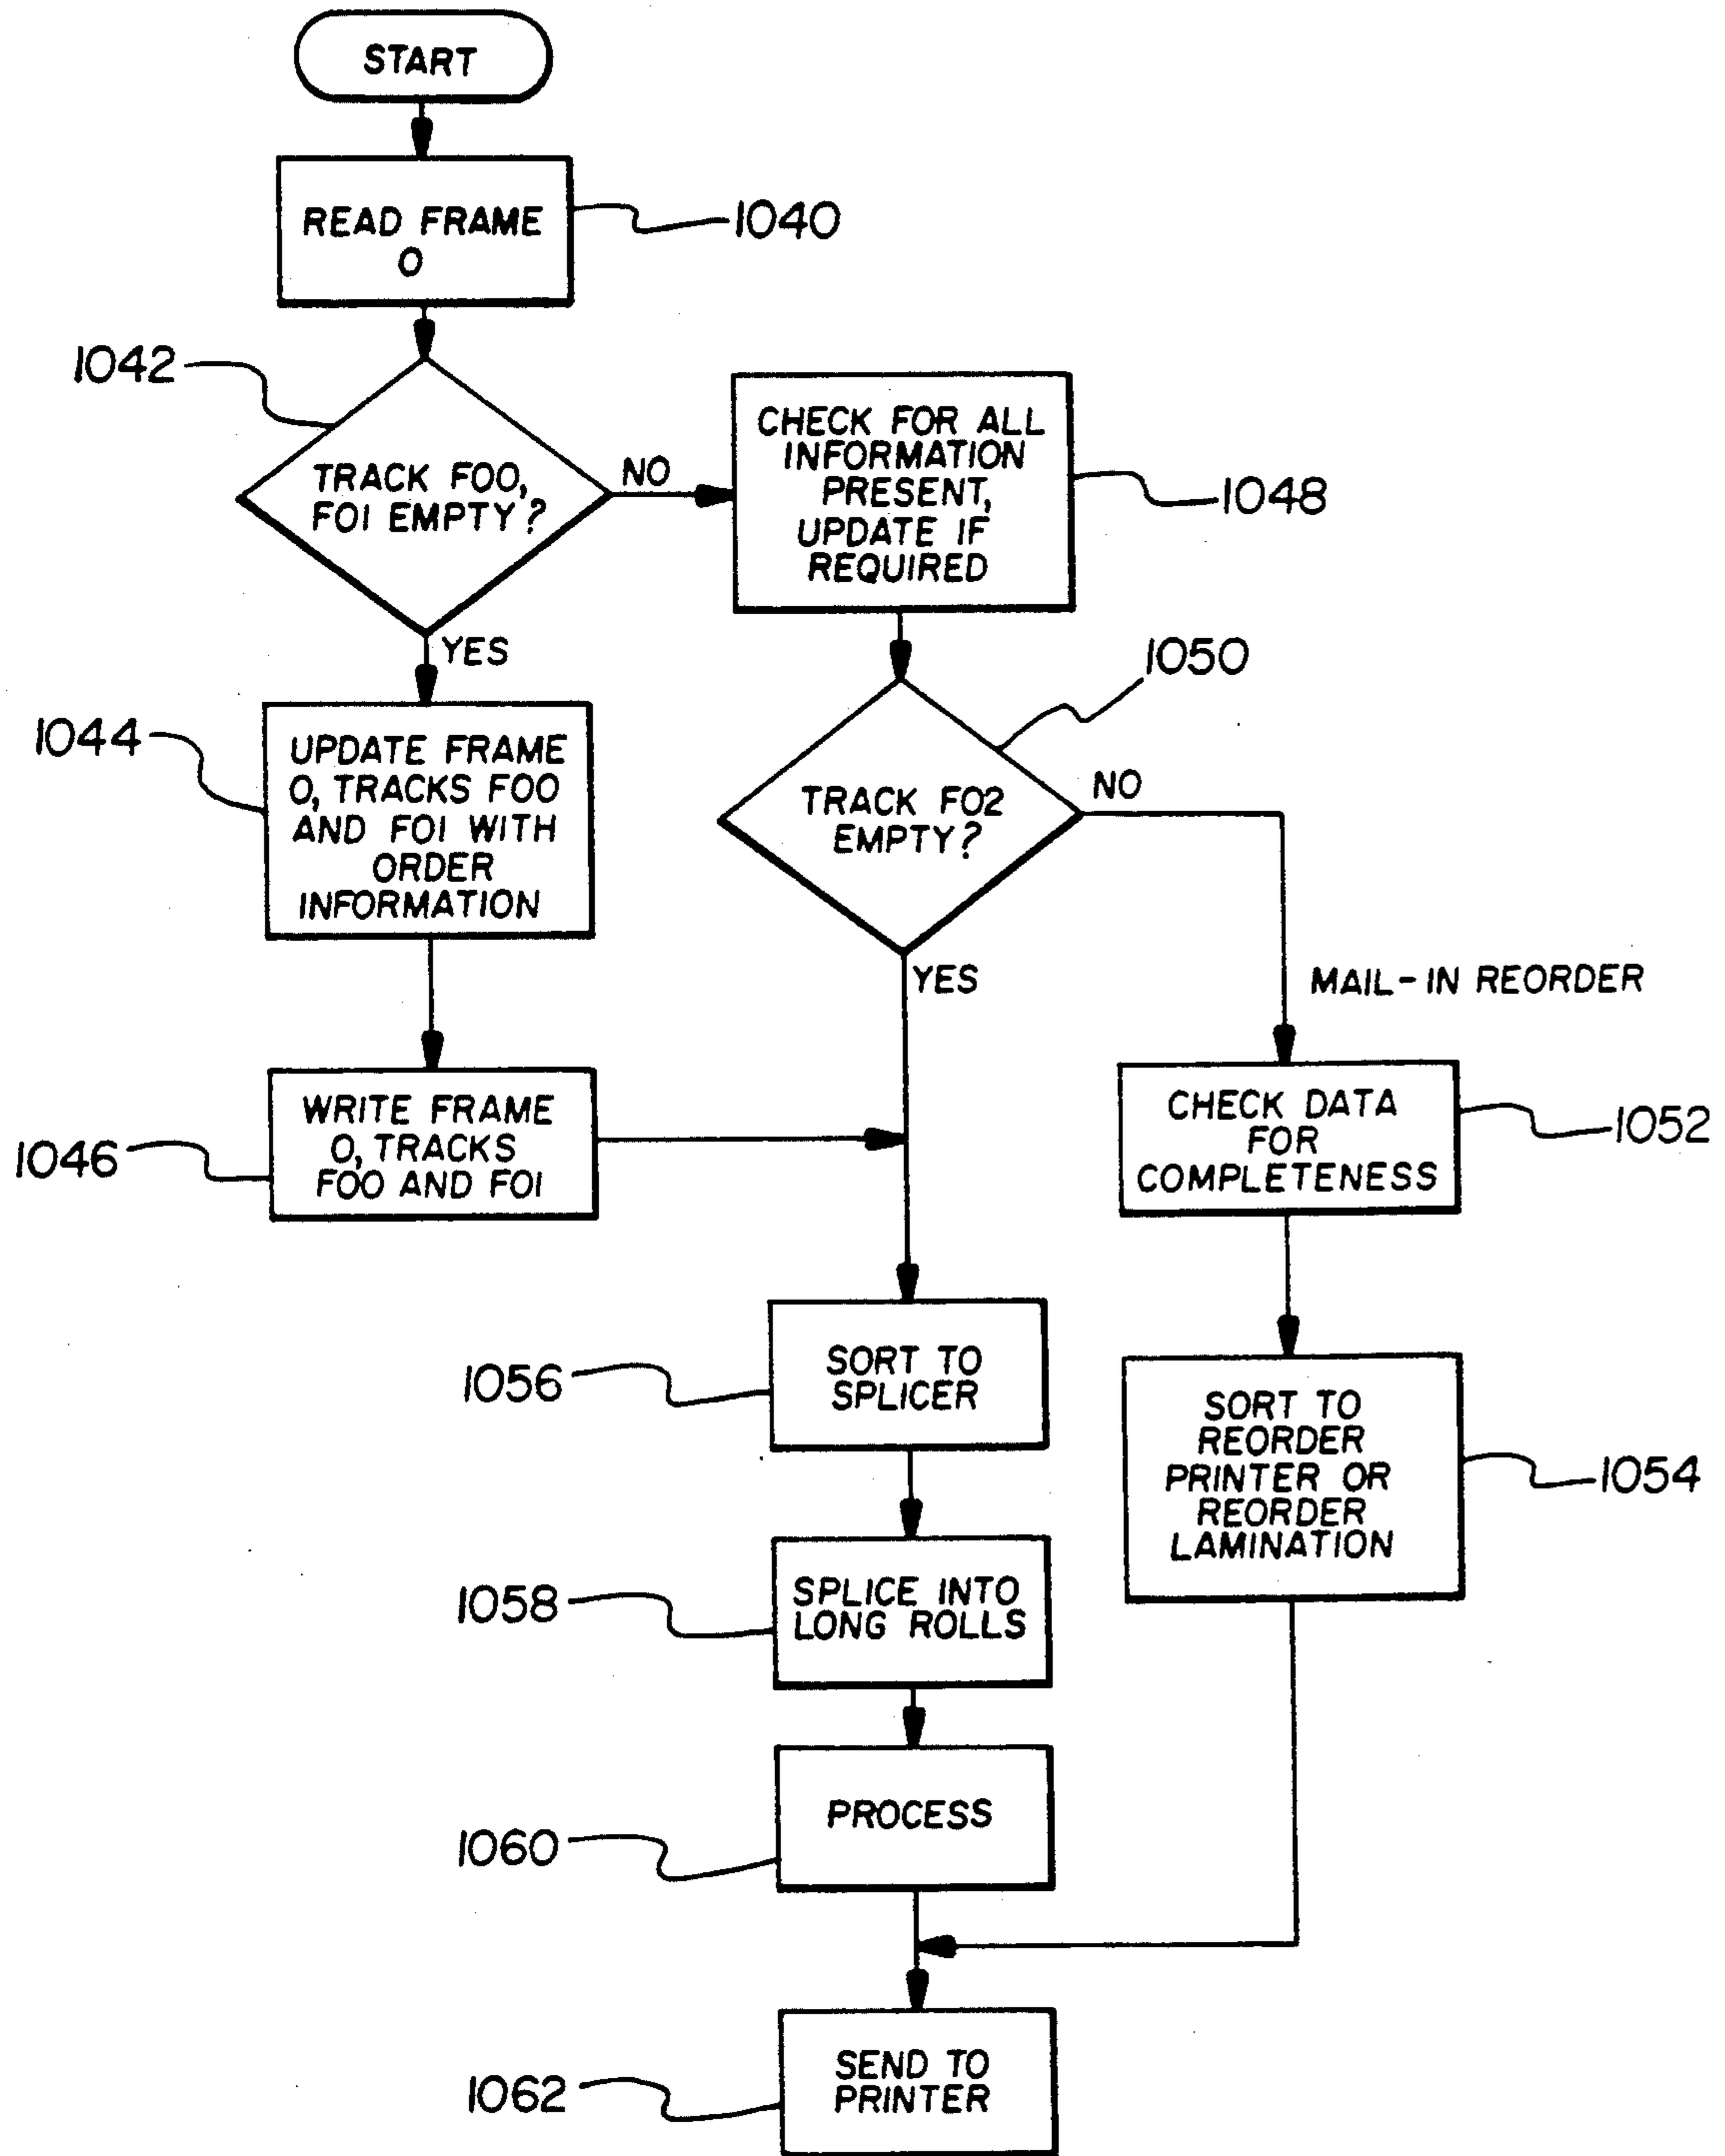 START
READ FRAME
0
1040
1042
TRACK F00,
F01 EMPTY?
NO
YES
CHECK FOR ALL
INFORMATION
PRESENT,
UPDATE IF
REQUIRED
1048
1044
UPDATE FRAME
0, TRACKS F00
AND F01 WITH
ORDER
INFORMATION
1050
TRACK F02
EMPTY?
NO
YES
MAIL-IN REORDER
1046
WRITE FRAME
0, TRACKS
F00 AND F01
CHECK DATA
FOR
COMPLETENESS
1052
1056
SORT TO
SPLICER
SORT TO
REORDER
PRINTER OR
REORDER
LAMINATION
1054
1058
SPLICE INTO
LONG ROLLS
PROCESS
1060
SEND TO
PRINTER
1062